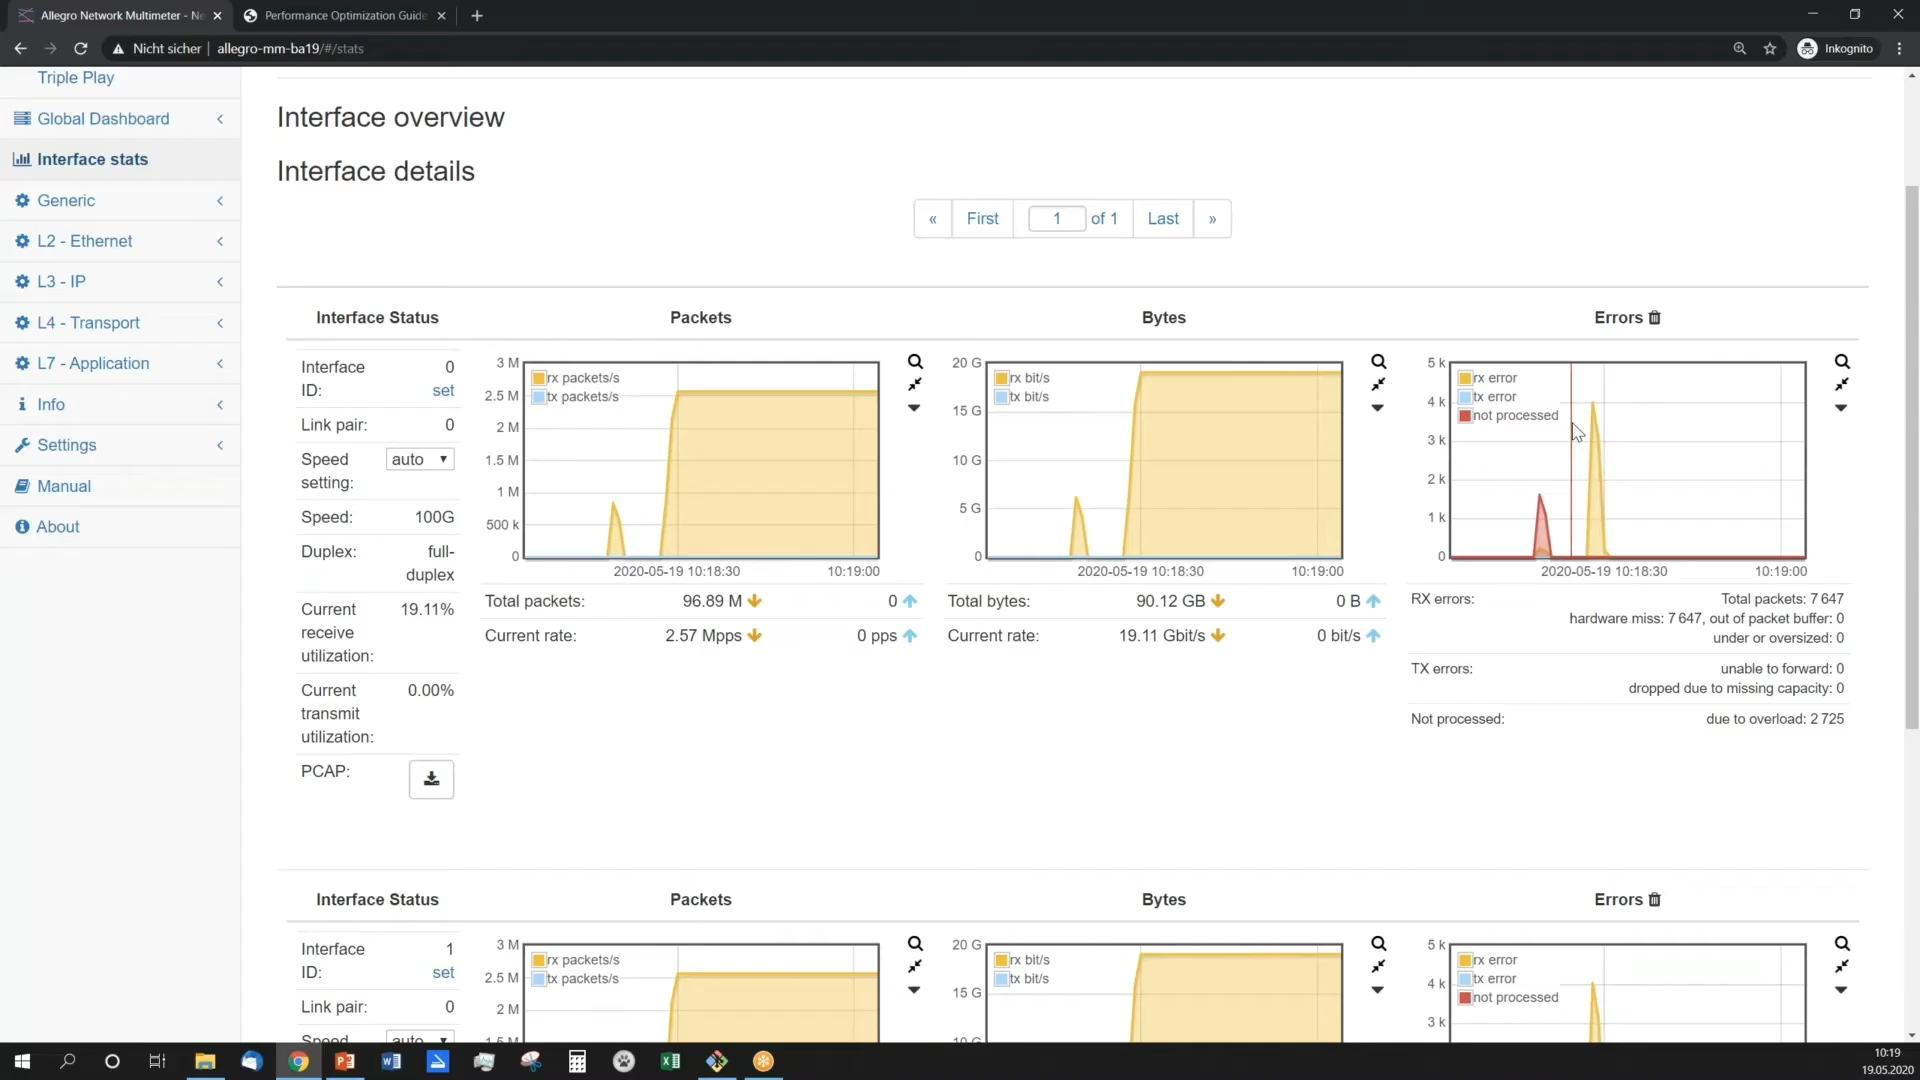 Allegro Network Multimeter - Ne
Performance Optimization Guide
Nicht sicher | allegro-mm-ba19/#/stats
Inkognito
Triple Play
Global Dashboard
Interface stats
Generic
L2 - Ethernet
L3 - IP
L4 - Transport
L7 - Application
Info
Settings
Manual
About
Interface overview
Interface details
« First 1 of 1 Last »
Interface Status Packets Bytes Errors
Interface ID: 0
set
Link pair: 0
Speed setting: auto
Speed: 100G
Duplex: full-duplex
Current receive utilization: 19.11%
Current transmit utilization: 0.00%
PCAP:
3 M
2.5 M
2 M
1.5 M
1 M
500 k
0
rx packets/s
tx packets/s
2020-05-19 10:18:30 10:19:00
Total packets: 96.89 M 0
Current rate: 2.57 Mpps 0 pps
20 G
15 G
10 G
5 G
0
rx bit/s
tx bit/s
2020-05-19 10:18:30 10:19:00
Total bytes: 90.12 GB 0 B
Current rate: 19.11 Gbit/s 0 bit/s
5 k
4 k
3 k
2 k
1 k
0
rx error
tx error
not processed
2020-05-19 10:18:30 10:19:00
RX errors: Total packets: 7 647
hardware miss: 7 647, out of packet buffer: 0
under or oversized: 0
TX errors: unable to forward: 0
dropped due to missing capacity: 0
Not processed: due to overload: 2 725
Interface Status Packets Bytes Errors
Interface ID: 1
set
Link pair: 0
Speed auto
3 M
2.5 M
2 M
1.5 M
rx packets/s
tx packets/s
20 G
15 G
10 G
rx bit/s
tx bit/s
5 k
4 k
3 k
rx error
tx error
not processed
10:19
19.05.2020